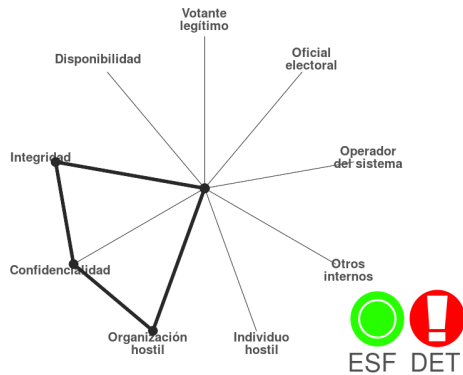 Votante
legítimo
Disponibilidad
Oficial
electoral
Integridad
Operador
del sistema
Confidencialidad
Otros
internos
Organización
hostil
Individuo
hostil
ESF DET